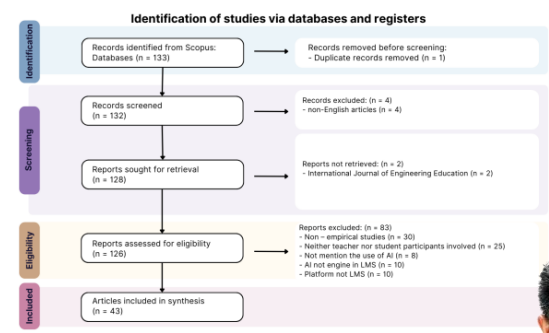 Identification of studies via databases and registers
Identification
Records identified from Scopus:
Databases (n = 133)
Records removed before screening:
- Duplicate records removed (n = 1)
Screening
Records screened
(n = 132)
Records excluded: (n = 4)
- non-English articles (n = 4)
Reports sought for retrieval
(n = 128)
Reports not retrieved: (n = 2)
- International Journal of Engineering Education (n = 2)
Eligibility
Reports assessed for eligibility
(n = 126)
Reports excluded: (n = 83)
- Non – empirical studies (n = 30)
- Neither teacher nor student participants involved (n = 25)
- Not mention the use of AI (n = 8)
- AI not engine in LMS (n = 10)
- Platform not LMS (n = 10)
Included
Articles included in synthesis
(n = 43)